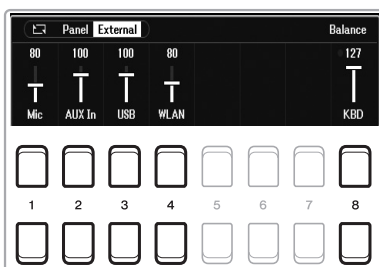 Panel External Balance
80 100 100 80 127
Mic AUX In USB WLAN KBD
1 2 3 4 5 6 7 8